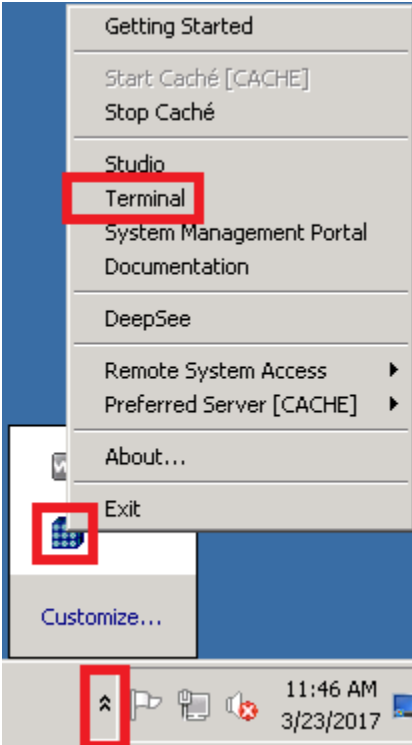 Getting Started
Start Caché [CACHE]
Stop Caché
Studio
Terminal
System Management Portal
Documentation
DeepSee
Remote System Access
Preferred Server [CACHE]
About...
Exit
Customize...
11:46 AM
3/23/2017